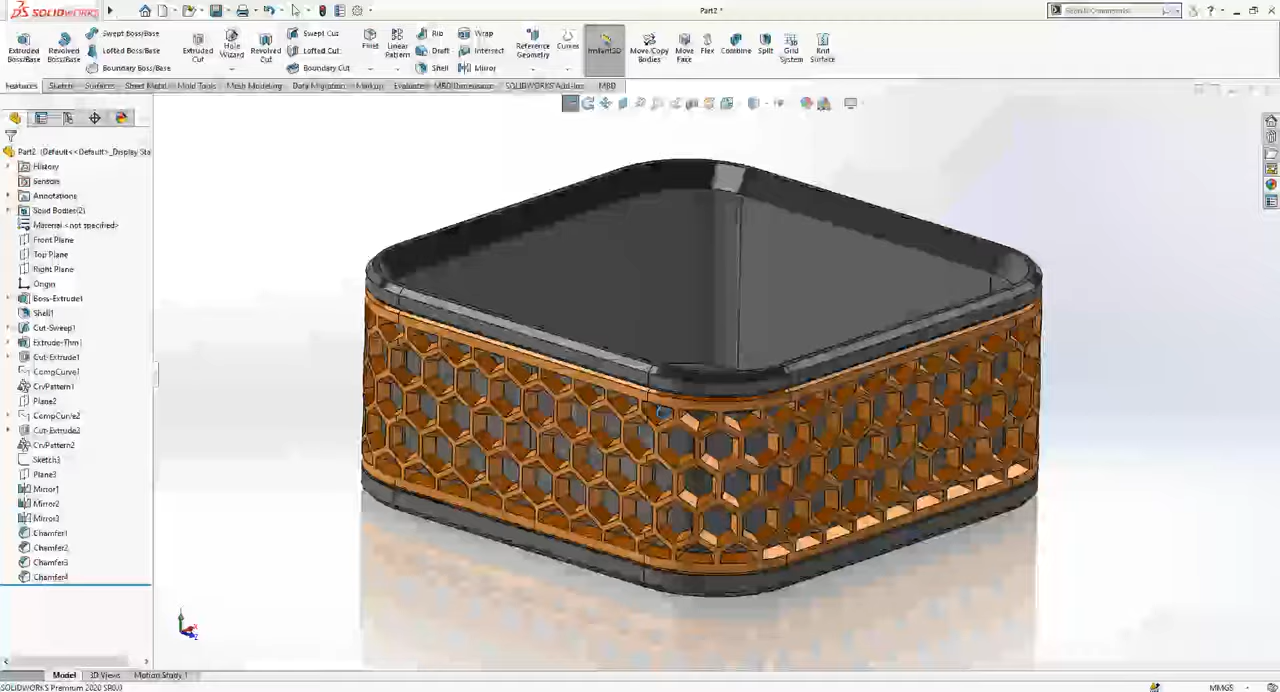 SOLIDWORKS
Part2 *
Extruded Boss/Base
Revolved Boss/Base
Swept Boss/Base
Lofted Boss/Base
Boundary Boss/Base
Extruded Cut
Hole Wizard
Revolved Cut
Swept Cut
Lofted Cut
Boundary Cut
Fillet
Linear Pattern
Rib
Draft
Shell
Wrap
Intersect
Mirror
Reference Geometry
Curves
Instant3D
Move/Copy Bodies
Move Face
Flex
Combine
Split
Grid System
Knit Surface
Features Sketch Surfaces Sheet Metal Mold Tools Mesh Modeling Data Migration Markup Evaluate MBD Dimensions SOLIDWORKS Add-Ins MBD
Part2 (Default<<Default>_Display Sta
History
Sensors
Annotations
Solid Bodies(2)
Material <not specified>
Front Plane
Top Plane
Right Plane
Origin
Boss-Extrude1
Shell1
Cut-Sweep1
Extrude-Thin1
Cut-Extrude1
CompCurve1
CrvPattern1
Plane2
CompCurve2
Cut-Extrude2
CrvPattern2
Sketch3
Plane3
Mirror1
Mirror2
Mirror3
Chamfer1
Chamfer2
Chamfer3
Chamfer4
Model 3D Views Motion Study 1
SOLIDWORKS Premium 2020 SP0.0
MMGS